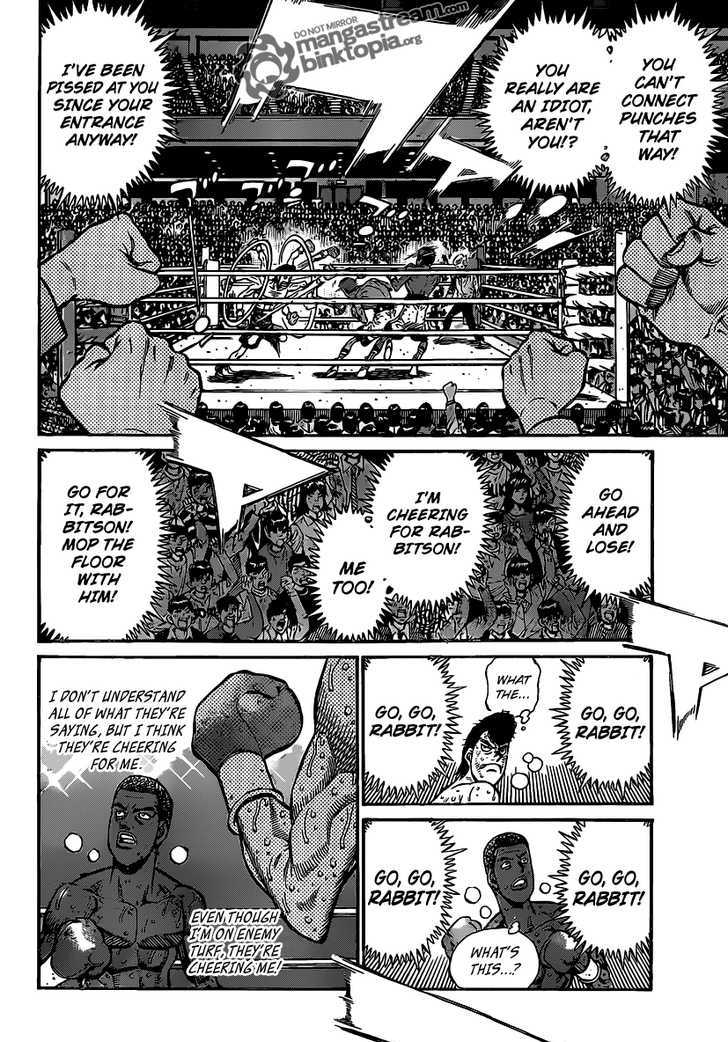 DO NOT MIRROR
mangastream.com
binktopia.org
YOU
CAN'T
CONNECT
PUNCHES
THAT
WAY!
YOU
REALLY ARE
AN IDIOT,
AREN'T
YOU!?
I'VE BEEN
PISSED AT YOU
SINCE YOUR
ENTRANCE
ANYWAY!
GO
AHEAD
AND
LOSE!
I'M
CHEERING
FOR RAB-
BITSON!
ME
TOO!
GO FOR
IT, RAB-
BITSON!
MOP THE
FLOOR
WITH
HIM!
WHAT
THE...
GO, GO,
RABBIT!
GO, GO,
RABBIT!
GO, GO,
RABBIT!
GO, GO,
RABBIT!
WHAT'S
THIS...?
I DON'T UNDERSTAND
ALL OF WHAT THEY'RE
SAYING, BUT I THINK
THEY'RE CHEERING
FOR ME.
EVEN THOUGH
I'M ON ENEMY
TURF, THEY'RE
CHEERING ME!